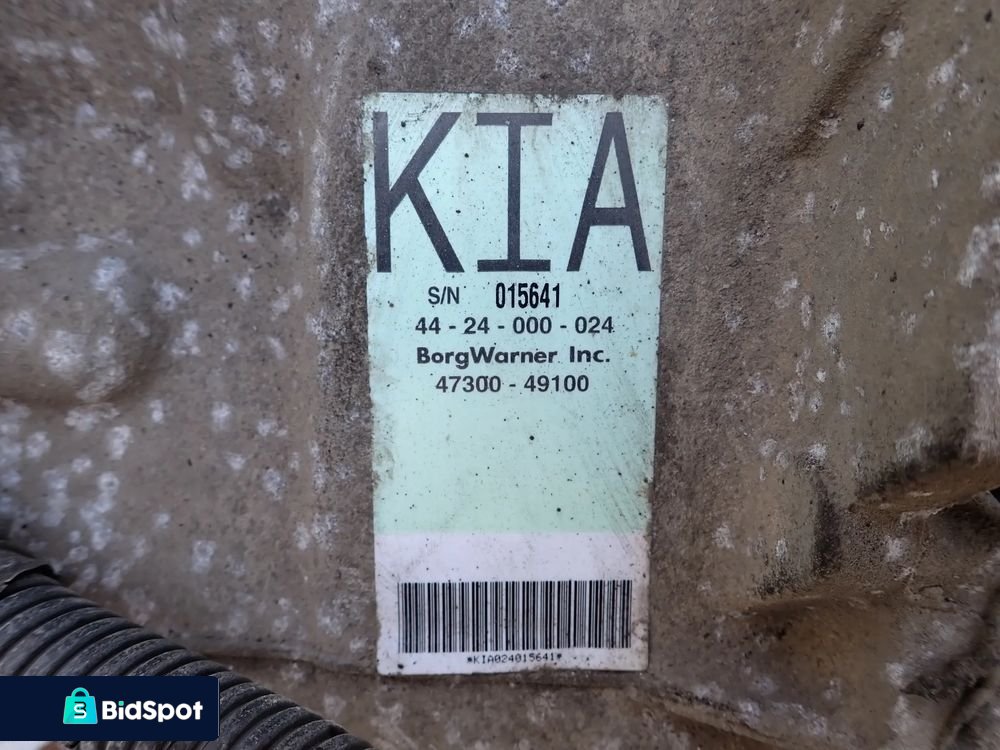 KIA
S/N 015641
44 - 24 - 000 - 024
BorgWarner Inc.
47300 - 49100
*KIA024015641*
BidSpot